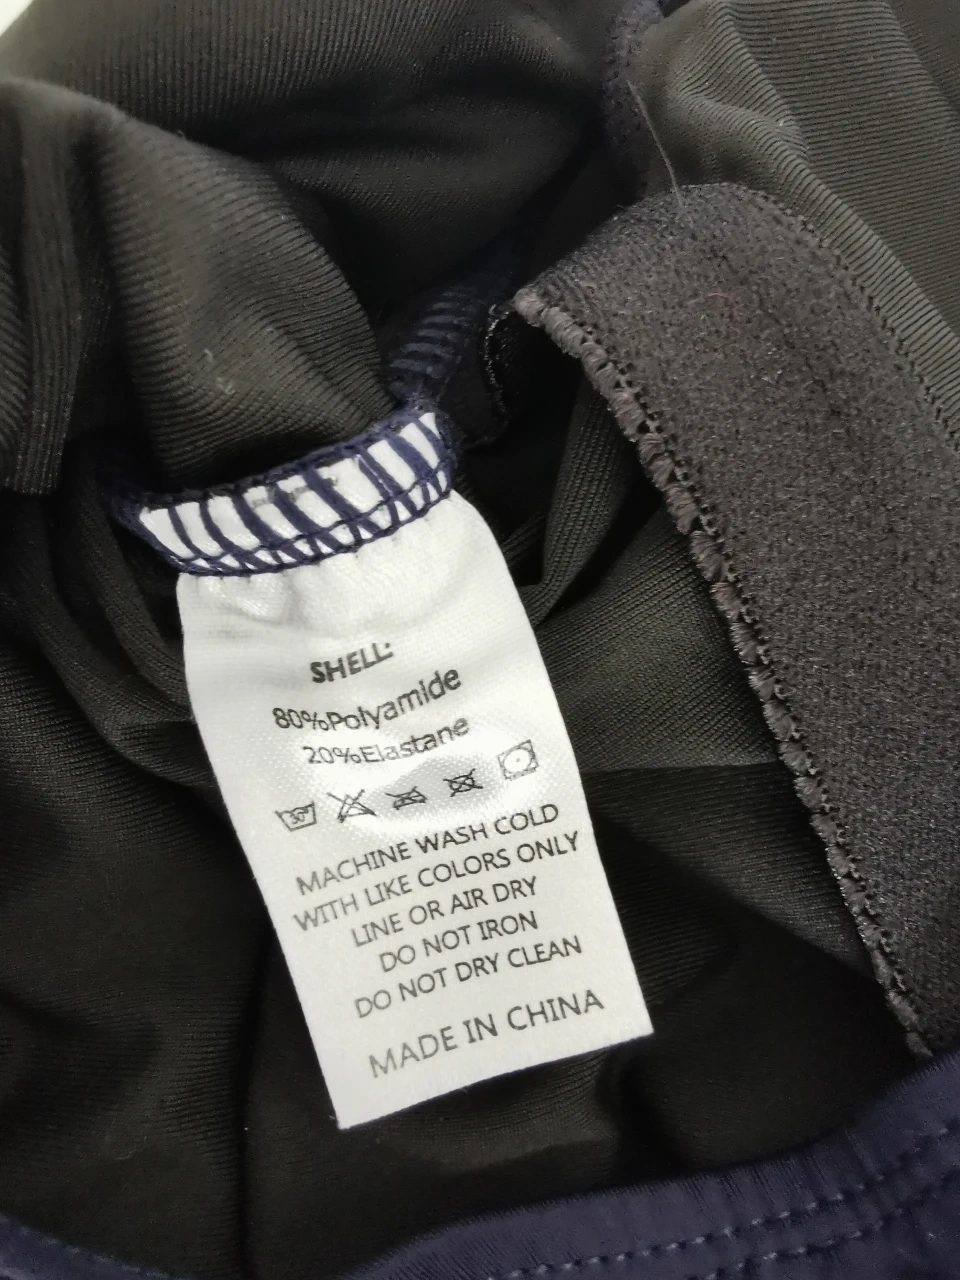 SHELL:
80%Polyamide
20%Elastane
30°
MACHINE WASH COLD
WITH LIKE COLORS ONLY
LINE OR AIR DRY
DO NOT IRON
DO NOT DRY CLEAN
MADE IN CHINA